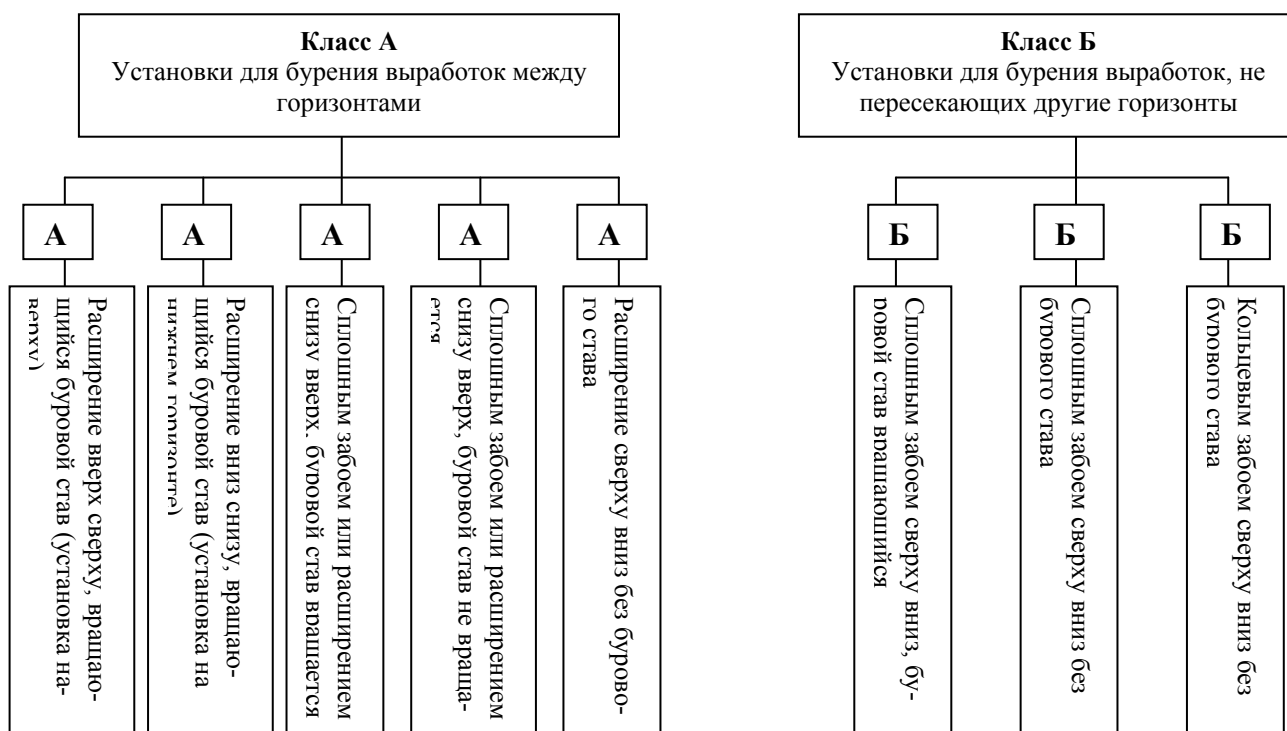 Класс А
Установки для бурения выработок между
горизонтами
Класс Б
Установки для бурения выработок, не
пересекающих другие горизонты
А
А
А
А
А
Б
Б
Б
Расширение вверх сверху, вращаю-
щийся буровой став (установка на-
верху)
Расширение вниз снизу, вращаю-
щийся буровой став (установка на
нижнем горизонте)
Сплошным забоем или расширением
снизу вверх, буровой став вращается
Сплошным забоем или расширением
снизу вверх, буровой став не враща-
ется
Расширение сверху вниз без бурово-
го става
Сплошным забоем сверху вниз, бу-
ровой став вращающийся
Сплошным забоем сверху вниз без
бурового става
Кольцевым забоем сверху вниз без
бурового става